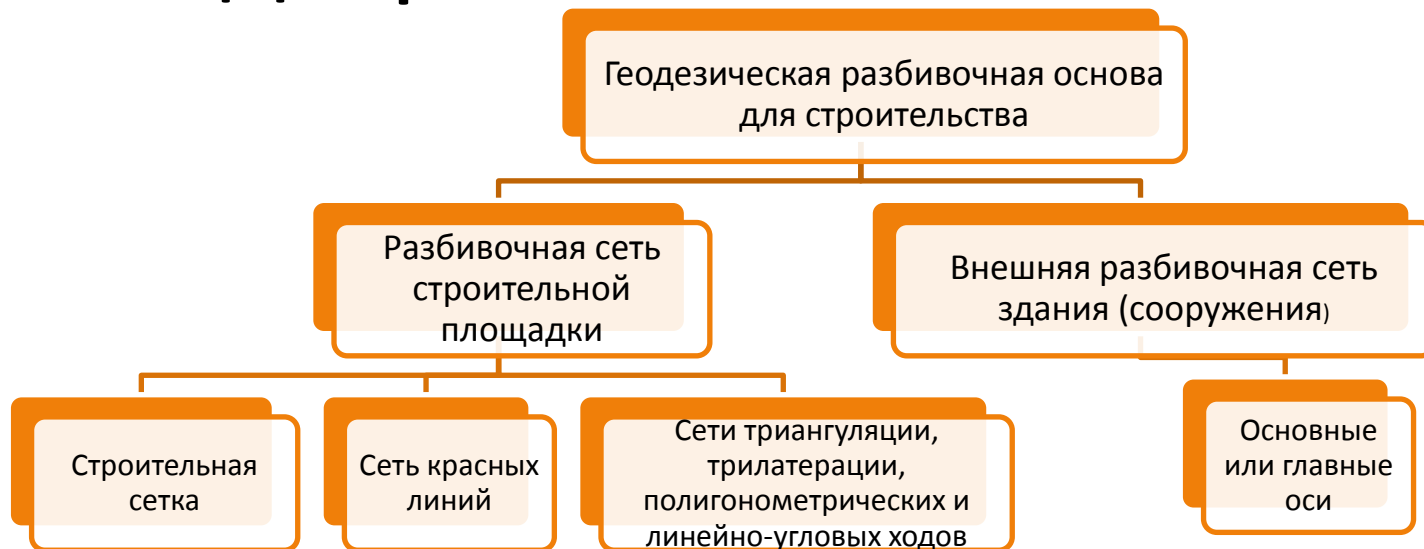 Геодезическая разбивочная основа
для строительства
Разбивочная сеть
строительной
площадки
Внешняя разбивочная сеть
здания (сооружения)
Строительная
сетка
Сеть красных
линий
Сети триангуляции,
трилатерации,
полигонометрических и
линейно-угловых ходов
Основные
или главные
оси